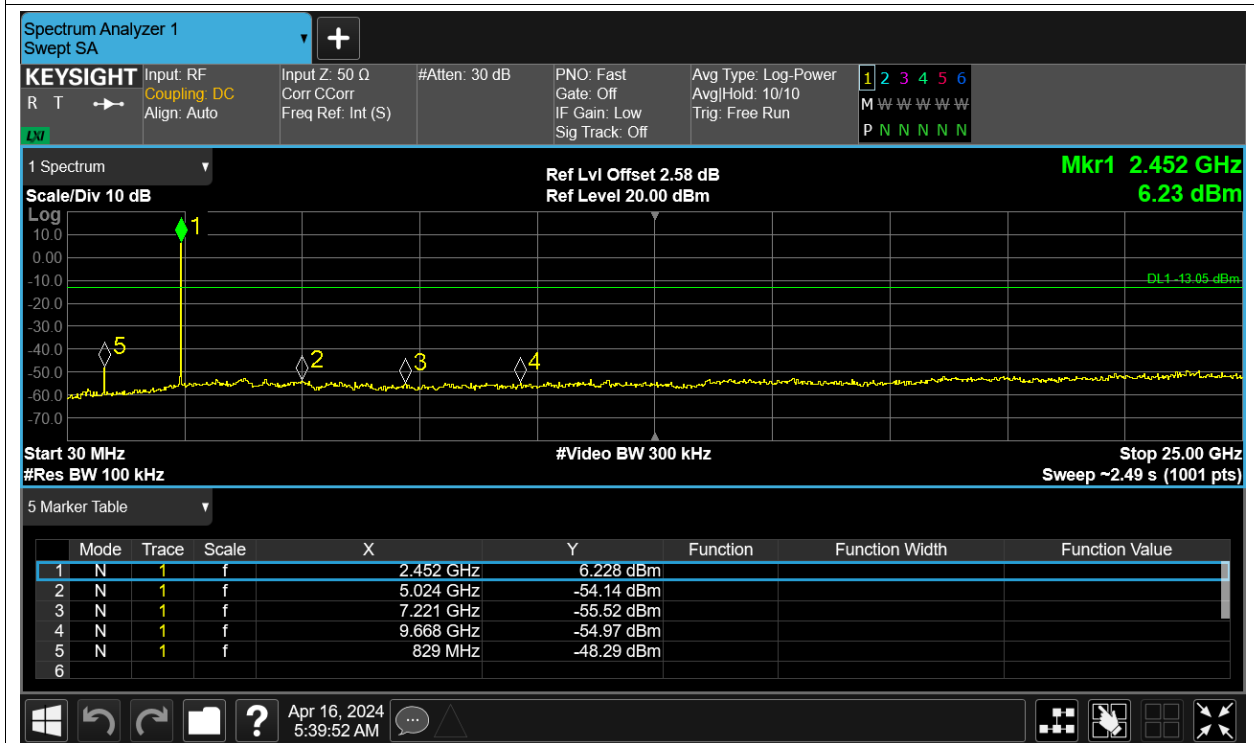 Spectrum Analyzer 1
Swept SA
KEYSIGHT
R T
LXI
Input: RF
Coupling: DC
Align: Auto
Input Z: 50 Ω
Corr CCorr
Freq Ref: Int (S)
#Atten: 30 dB
PNO: Fast
Gate: Off
IF Gain: Low
Sig Track: Off
Avg Type: Log-Power
Avg|Hold: 10/10
Trig: Free Run
1 2 3 4 5 6
M W W W W W
P N N N N N
1 Spectrum
Scale/Div 10 dB
Ref Lvl Offset 2.58 dB
Ref Level 20.00 dBm
Mkr1 2.452 GHz
6.23 dBm
Log
10.0
0.00
-10.0
-20.0
-30.0
-40.0
-50.0
-60.0
-70.0
1
DL1 -13.05 dBm
5
2
3
4
Start 30 MHz
#Video BW 300 kHz
Stop 25.00 GHz
#Res BW 100 kHz
Sweep ~2.49 s (1001 pts)
5 Marker Table
Mode Trace Scale X Y Function Function Width Function Value
1 N 1 f 2.452 GHz 6.228 dBm
2 N 1 f 5.024 GHz -54.14 dBm
3 N 1 f 7.221 GHz -55.52 dBm
4 N 1 f 9.668 GHz -54.97 dBm
5 N 1 f 829 MHz -48.29 dBm
6
?
Apr 16, 2024
5:39:52 AM